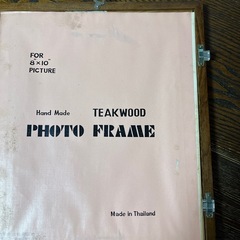 FOR
8×10"
PICTURE
Hand Made TEAKWOOD
PHOTO FRAME
Made in Thailand